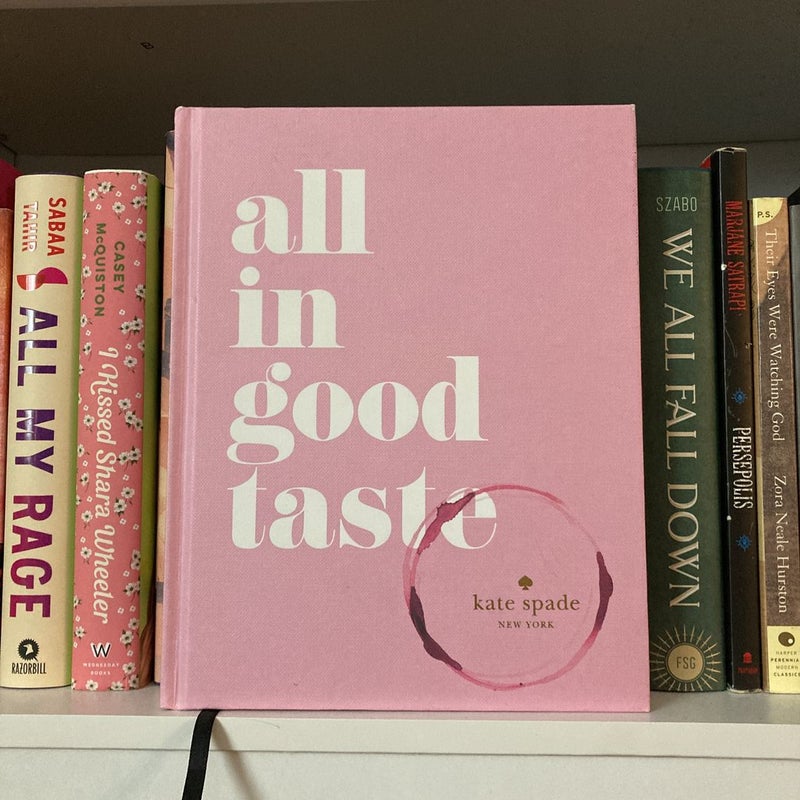 SABAA
TAHIR
ALL MY RAGE
RAZORBILL
CASEY
McQUISTON
I Kissed Shara Wheeler
W
WEDNESDAY
BOOKS
all
in
good
taste
kate spade
NEW YORK
SZABO
WE ALL FALL DOWN
FSG
MARJANE SATRAPI
PERSEPOLIS
P.S.
Their Eyes Were Watching God
Zora Neale Hurston
HARPER
PERENNIAL
MODERN
CLASSICS